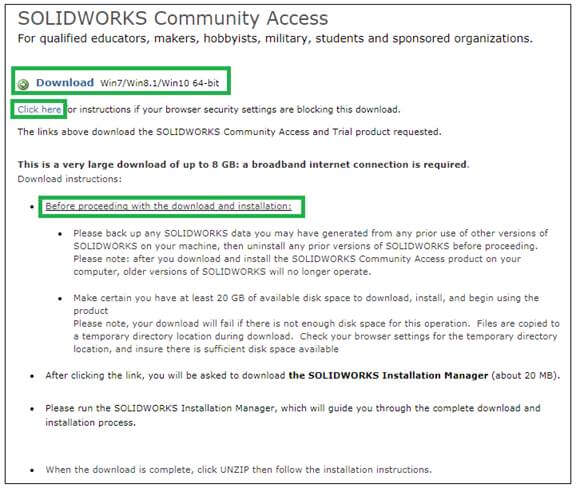 SOLIDWORKS Community Access
For qualified educators, makers, hobbyists, military, students and sponsored organizations.
Download Win7/Win8.1/Win10 64-bit
Click here for instructions if your browser security settings are blocking this download.
The links above download the SOLIDWORKS Community Access and Trial product requested.
This is a very large download of up to 8 GB: a broadband internet connection is required.
Download instructions:
• Before proceeding with the download and installation:
• Please back up any SOLIDWORKS data you may have generated from any prior use of other versions of
SOLIDWORKS on your machine, then uninstall any prior versions of SOLIDWORKS before proceeding.
Please note: after you download and install the SOLIDWORKS Community Access product on your
computer, older versions of SOLIDWORKS will no longer operate.
• Make certain you have at least 20 GB of available disk space to download, install, and begin using the
product
Please note, your download will fail if there is not enough disk space for this operation. Files are copied to
a temporary directory location during download. Check your browser settings for the temporary directory
location, and insure there is sufficient disk space available
• After clicking the link, you will be asked to download the SOLIDWORKS Installation Manager (about 20 MB).
• Please run the SOLIDWORKS Installation Manager, which will guide you through the complete download and
installation process.
• When the download is complete, click UNZIP then follow the installation instructions.